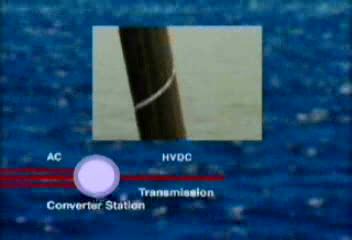 AC
HVDC
Transmission
Converter Station